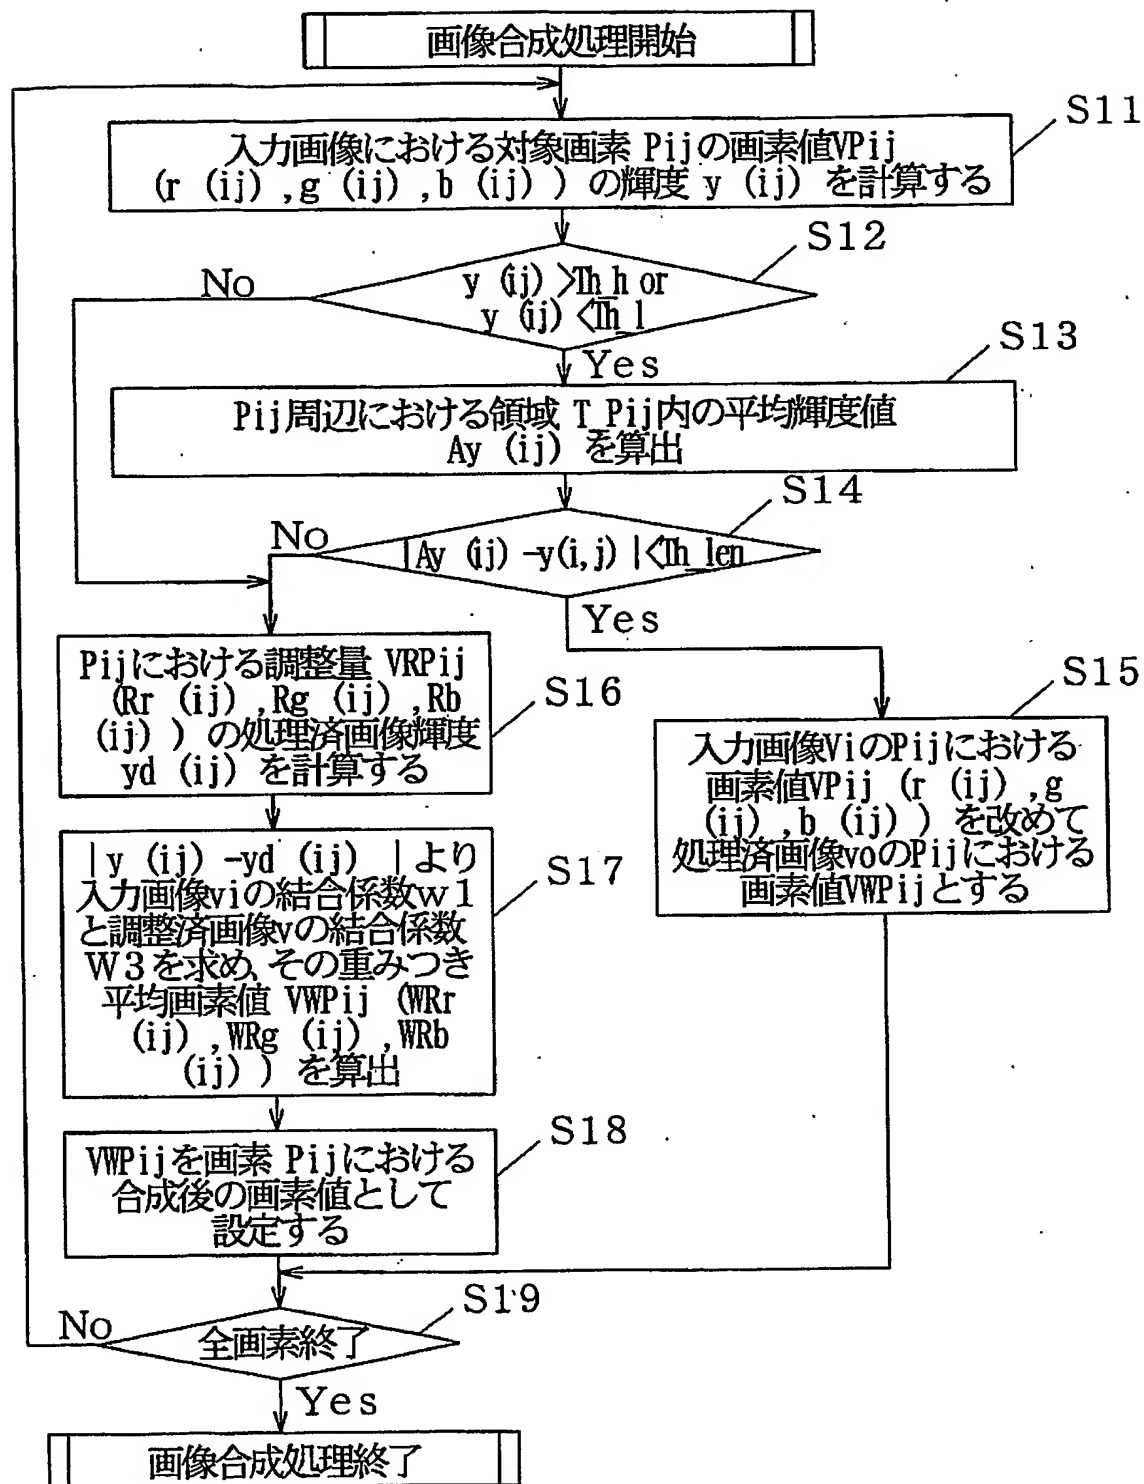 画像合成処理開始
S11
入力画像における対象画素 Pijの画素値VPij
(r (ij) ,g (ij) ,b (ij) ) の輝度 y (ij) を計算する
S12
No
y (ij) >Th_h or
y (ij) <Th_l
Yes
S13
Pij周辺における領域 T_Pij内の平均輝度値
Ay (ij) を算出
S14
No
|Ay (ij) -y(i,j) |<Th_len
Yes
Pijにおける調整量 VRPij
(Rr (ij) ,Rg (ij) ,Rb
(ij) ) の処理済画像輝度
yd (ij) を計算する
S16
S15
入力画像ViのPijにおける
画素値VPij (r (ij) ,g
(ij) ,b (ij) ) を改めて
処理済画像voのPijにおける
画素値VWPijとする
|y (ij) -yd (ij) |より
入力画像viの結合係数w1
と調整済画像vの結合係数
W3を求め、その重みつき
平均画素値 VWPij (WRr
(ij) ,WRg (ij) ,WRb
(ij) ) を算出
S17
VWPijを画素 Pijにおける
合成後の画素値として
設定する
S18
S19
No
全画素終了
Yes
画像合成処理終了